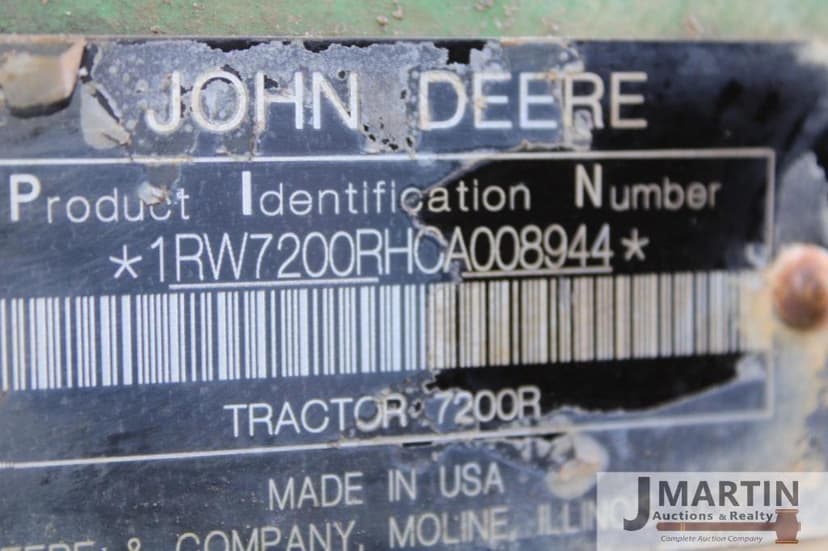 JOHN DEERE
Product Identification Number
*1RW7200RHCA008944*
TRACTOR 7200R
MADE IN USA
& COMPANY, MOLINE,
J MARTIN
Auctions & Realty
Complete Auction Company